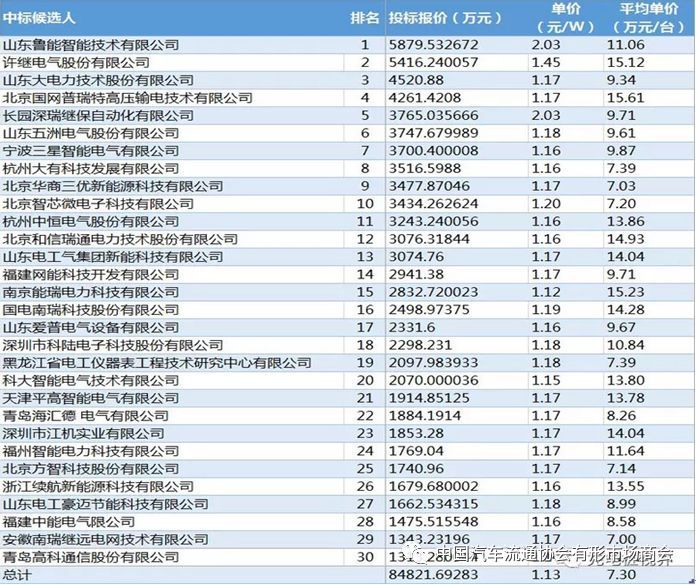 中标候选人 排名 投标报价（万元） 单价（元/W） 平均单价（万元/台）
山东鲁能智能技术有限公司 1 5879.532672 2.03 11.06
许继电气股份有限公司 2 5416.240057 1.45 15.12
山东大电力技术股份有限公司 3 4520.88 1.17 9.34
北京国网普瑞特高压输电技术有限公司 4 4261.4208 1.17 15.61
长园深瑞继保自动化有限公司 5 3765.035666 2.03 9.71
山东五洲电气股份有限公司 6 3747.679989 1.18 9.61
宁波三星智能电气有限公司 7 3700.400008 1.16 9.87
杭州大有科技发展有限公司 8 3516.5988 1.16 7.39
北京华商三优新能源科技有限公司 9 3477.87046 1.17 7.03
北京智芯微电子科技有限公司 10 3434.262624 1.20 7.20
杭州中恒电气股份有限公司 11 3243.240056 1.16 13.86
北京和信瑞通电力技术股份有限公司 12 3076.31844 1.16 14.93
山东电工气集团新能科技有限公司 13 3074.76 1.17 14.04
福建网能科技开发有限公司 14 2941.38 1.17 9.71
南京能瑞电力科技有限公司 15 2832.720023 1.12 15.23
国电南瑞科技股份有限公司 16 2498.97375 1.19 14.28
山东爱普电气设备有限公司 17 2331.6 1.16 9.67
深圳市科陆电子科技股份有限公司 18 2298.231 1.18 10.84
黑龙江省电工仪器表工程技术研究中心有限公司 19 2097.983933 1.18 7.39
科大智能电气技术有限公司 20 2070.000036 1.15 13.80
天津平高智能电气有限公司 21 1914.85125 1.17 13.78
青岛海汇德 电气有限公司 22 1884.1914 1.17 8.26
深圳市江机实业有限公司 23 1853.28 1.17 14.04
福州智能电力科技有限公司 24 1769.04 1.17 11.64
北京方智科技股份有限公司 25 1740.96 1.17 7.14
浙江续航新能源科技有限公司 26 1679.680002 1.16 13.55
山东电工豪迈节能科技有限公司 27 1662.534315 1.18 8.99
福建中能电气限公司 28 1475.515548 1.16 8.58
安徽南瑞继远电网技术有限公司 29 1343.23196 1.17 7.00
青岛高科通信股份有限公司 30
中国汽车流通协会有形市场商会
总计 84821.69283 1.13 7.30